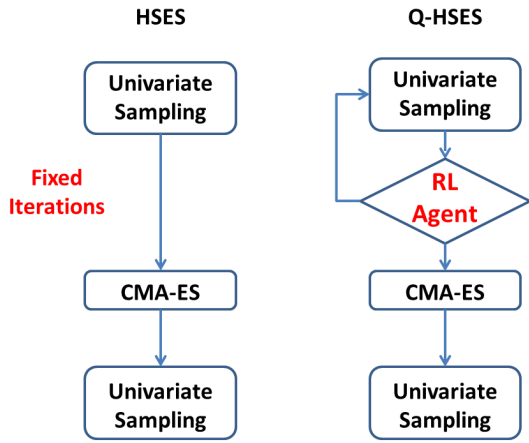 HSES
Univariate
Sampling
Fixed
Iterations
CMA-ES
Univariate
Sampling
Q-HSES
Univariate
Sampling
RL
Agent
CMA-ES
Univariate
Sampling